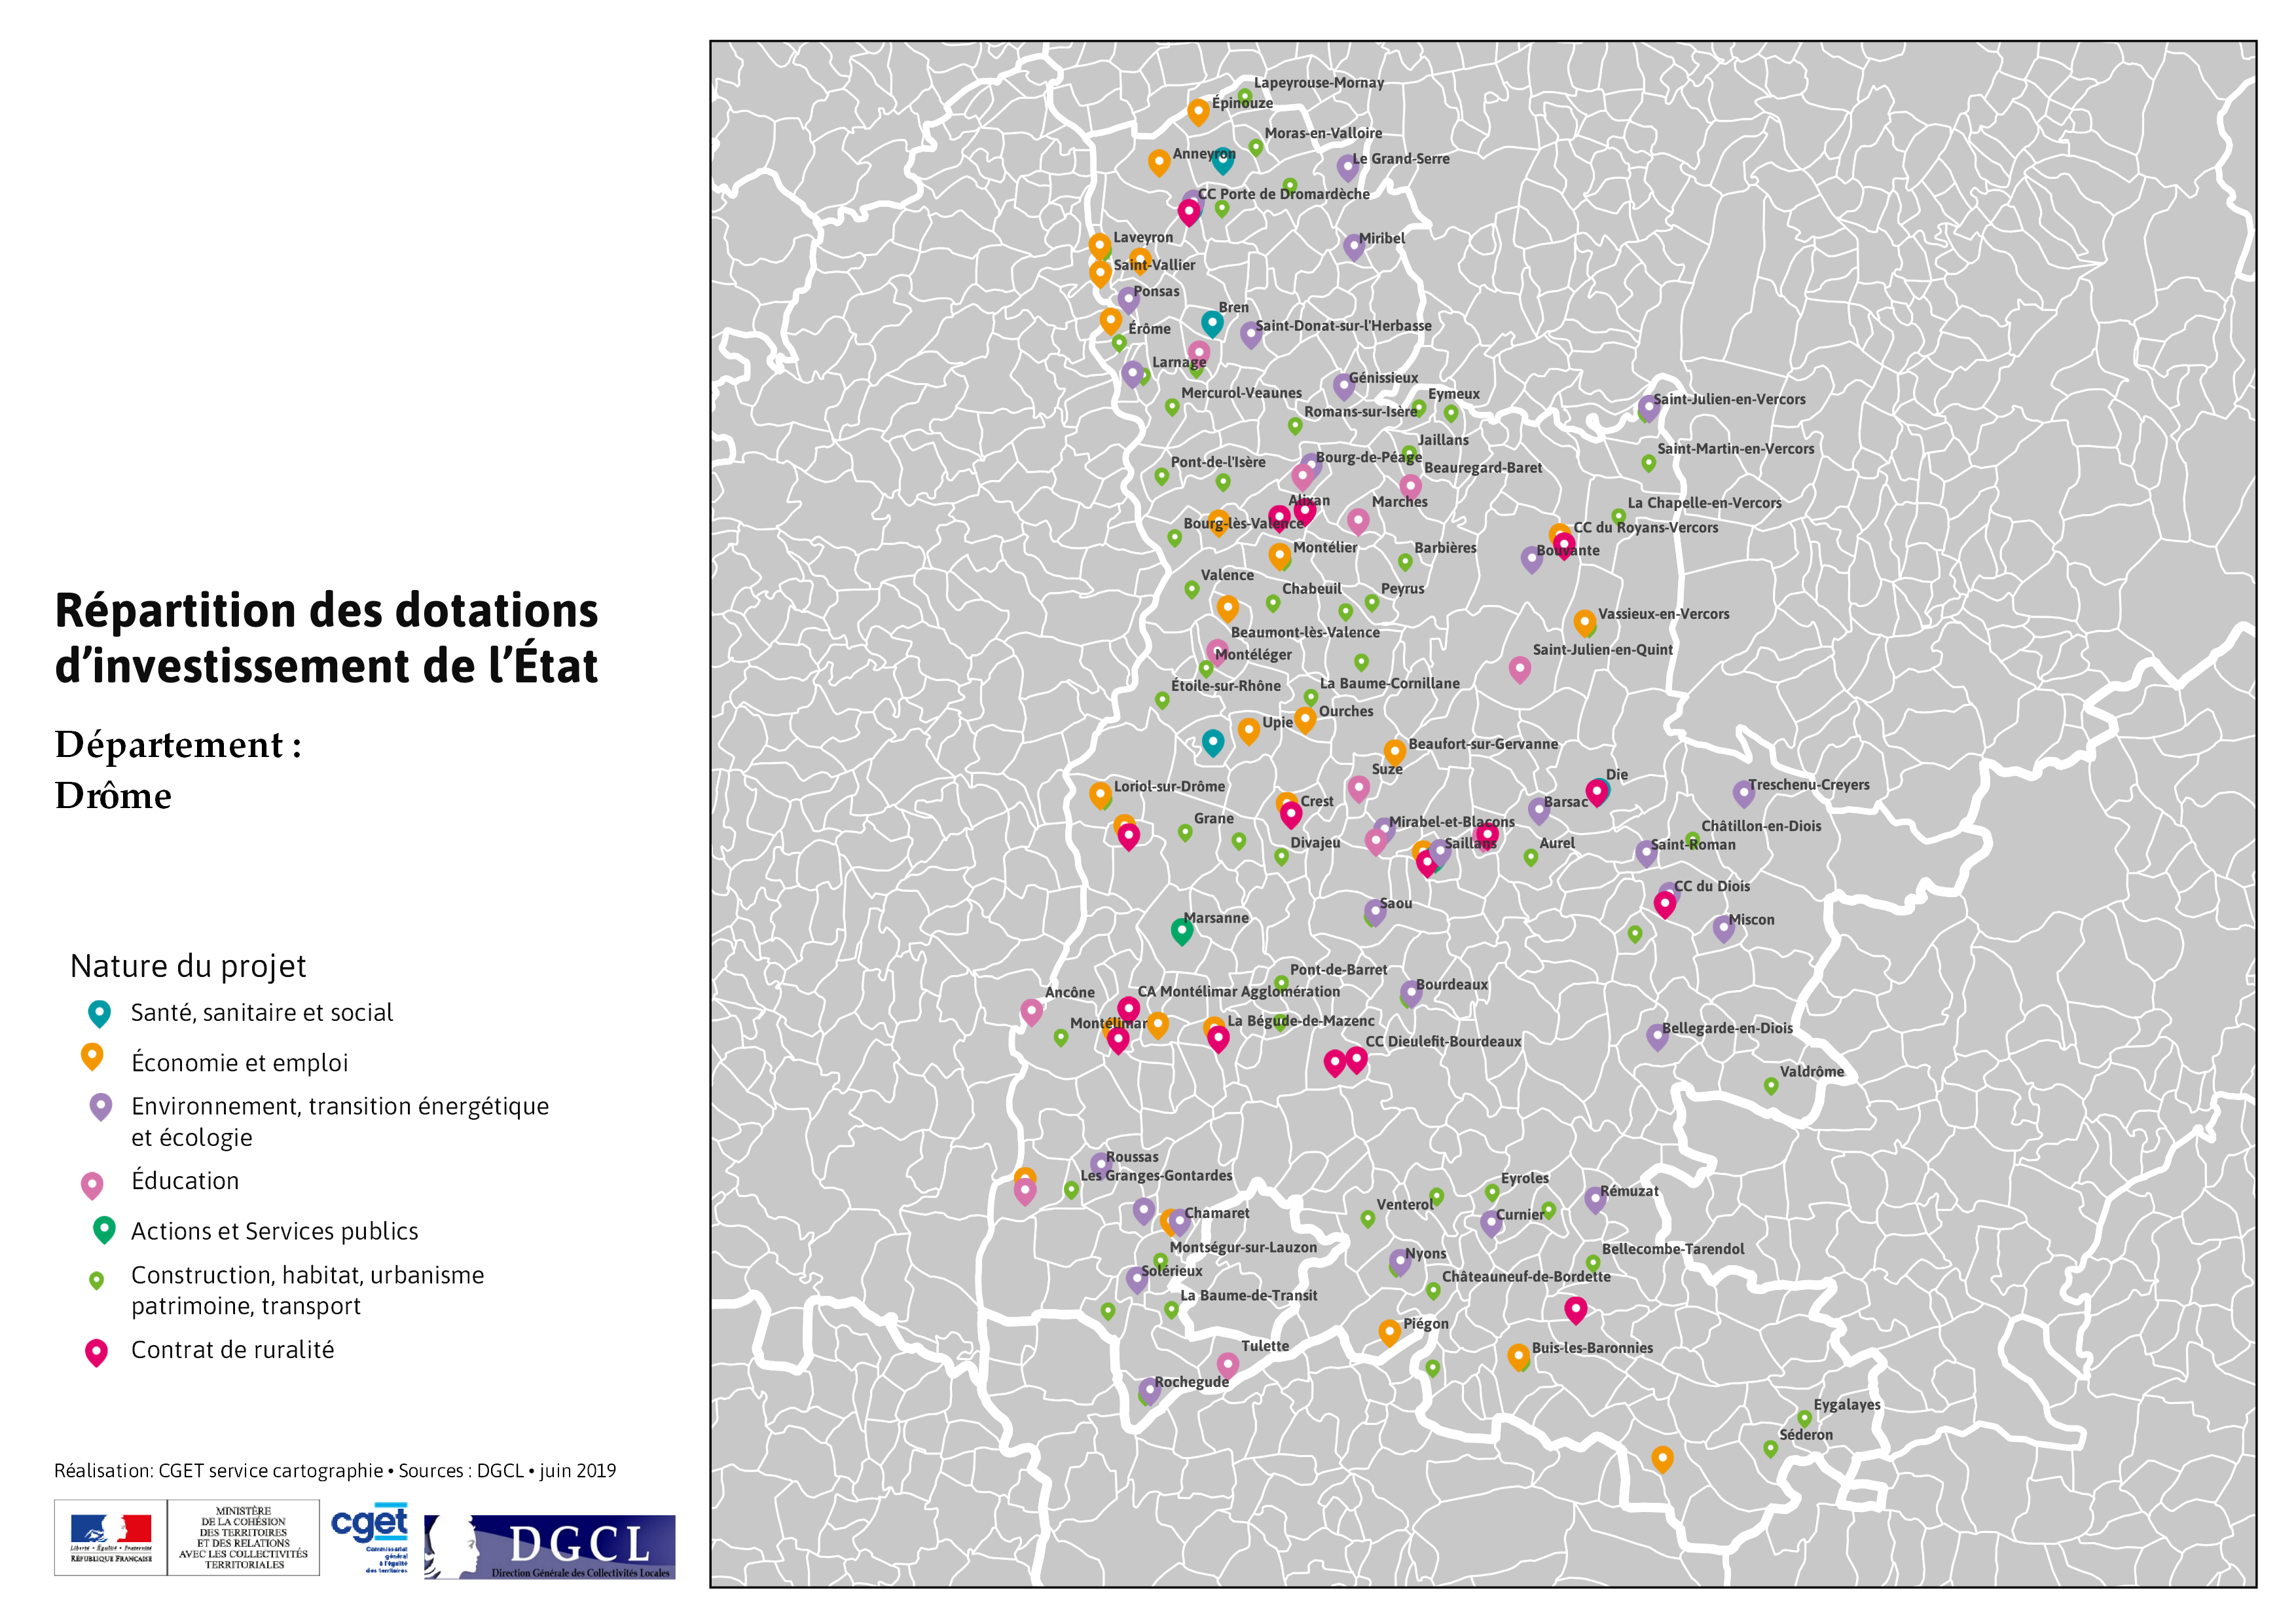 Répartition des dotations
d'investissement de l'État
Département :
Drôme
Nature du projet
Santé, sanitaire et social
Économie et emploi
Environnement, transition énergétique
et écologie
Éducation
Actions et Services publics
Construction, habitat, urbanisme
patrimoine, transport
Contrat de ruralité
Réalisation: CGET service cartographie • Sources : DGCL • juin 2019
Liberté • Égalité • Fraternité
RÉPUBLIQUE FRANÇAISE
MINISTÈRE
DE LA COHÉSION
DES TERRITOIRES
ET DES RELATIONS
AVEC LES COLLECTIVITÉS
TERRITORIALES
cget
Commissariat
général
à l'égalité
des territoires
DGCL
Direction Générale des Collectivités Locales
Lapeyrouse-Mornay
Épinouze
Moras-en-Valloire
Anneyron
Le Grand-Serre
CC Porte de Dromardèche
Laveyron
Miribel
Saint-Vallier
Ponsas
Bren
Érôme
Saint-Donat-sur-l'Herbasse
Larnage
Génissieux
Mercurol-Veaunes
Eymeux
Saint-Julien-en-Vercors
Romans-sur-Isère
Jaillans
Saint-Martin-en-Vercors
Pont-de-l'Isère
Bourg-de-Péage
Beauregard-Baret
Alixan
Marches
La Chapelle-en-Vercors
Bourg-lès-Valence
CC du Royans-Vercors
Montélier
Barbières
Bouvante
Valence
Chabeuil
Peyrus
Vassieux-en-Vercors
Beaumont-lès-Valence
Saint-Julien-en-Quint
Montéléger
Étoile-sur-Rhône
La Baume-Cornillane
Ourches
Upie
Beaufort-sur-Gervanne
Suze
Die
Loriol-sur-Drôme
Treschenu-Creyers
Crest
Barsac
Grane
Mirabel-et-Blacons
Châtillon-en-Diois
Divajeu
Saillans
Aurel
Saint-Roman
CC du Diois
Saou
Marsanne
Miscon
Pont-de-Barret
Bourdeaux
Ancône
CA Montélimar Agglomération
Montélimar
La Bégude-de-Mazenc
Bellegarde-en-Diois
CC Dieulefit-Bourdeaux
Valdrôme
Roussas
Les Granges-Gontardes
Eyroles
Rémuzat
Venterol
Chamaret
Curnier
Montségur-sur-Lauzon
Nyons
Bellecombe-Tarendol
Solérieux
Châteauneuf-de-Bordette
La Baume-de-Transit
Piégon
Tulette
Buis-les-Baronnies
Rochegude
Eygalayes
Séderon